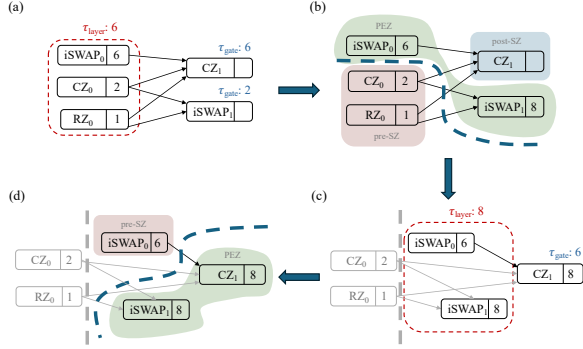 (a)
τlayer: 6
iSWAP₀ 6
CZ₀ 2
RZ₀ 1
τgate: 6
CZ₁
τgate: 2
iSWAP₁
(b)
PEZ
iSWAP₀ 6
post-SZ
CZ₁
CZ₀ 2
iSWAP₁ 8
RZ₀ 1
pre-SZ
(d)
pre-SZ
iSWAP₀ 6
PEZ
CZ₀ 2
CZ₁ 8
RZ₀ 1
iSWAP₁ 8
(c)
τlayer: 8
iSWAP₀ 6
τgate: 6
CZ₀ 2
CZ₁ 8
RZ₀ 1
iSWAP₁ 8